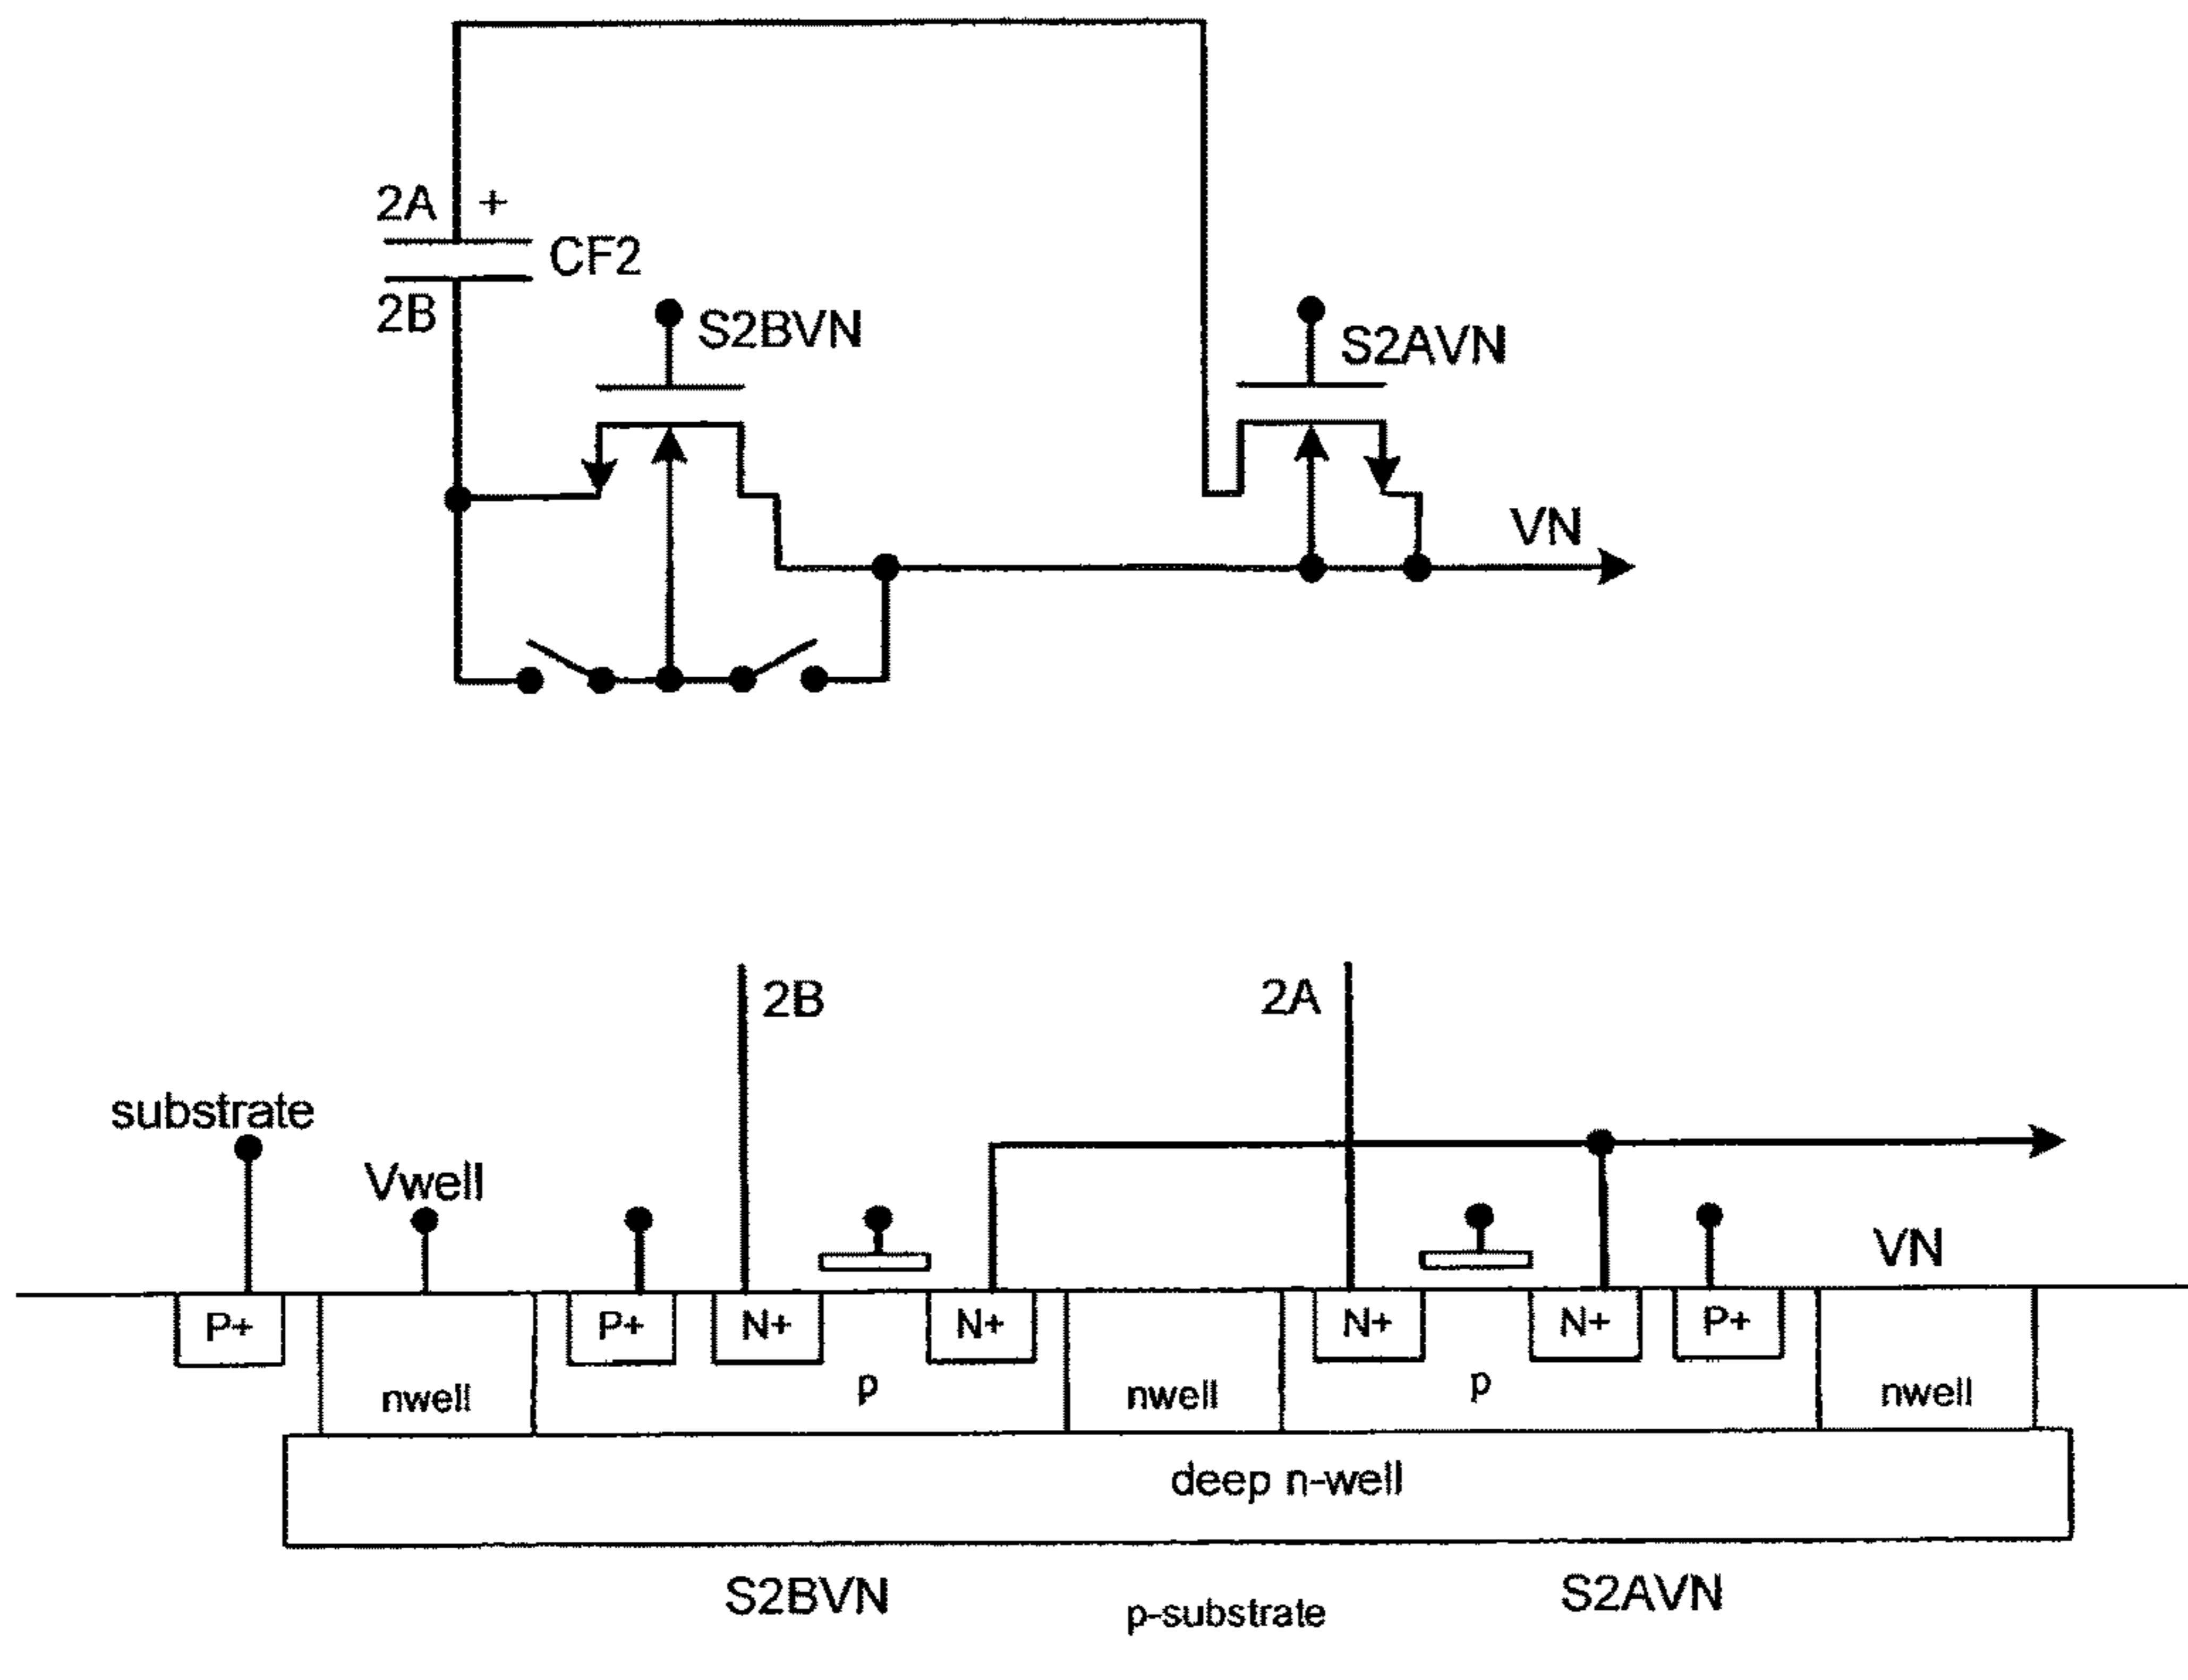 2A +
CF2
2B
S2BVN
S2AVN
VN
2B
2A
substrate
Vwell
VN
P+ P+ N+ N+ N+ N+ P+
nwell p nwell p nwell
deep n-well
S2BVN p-substrate S2AVN